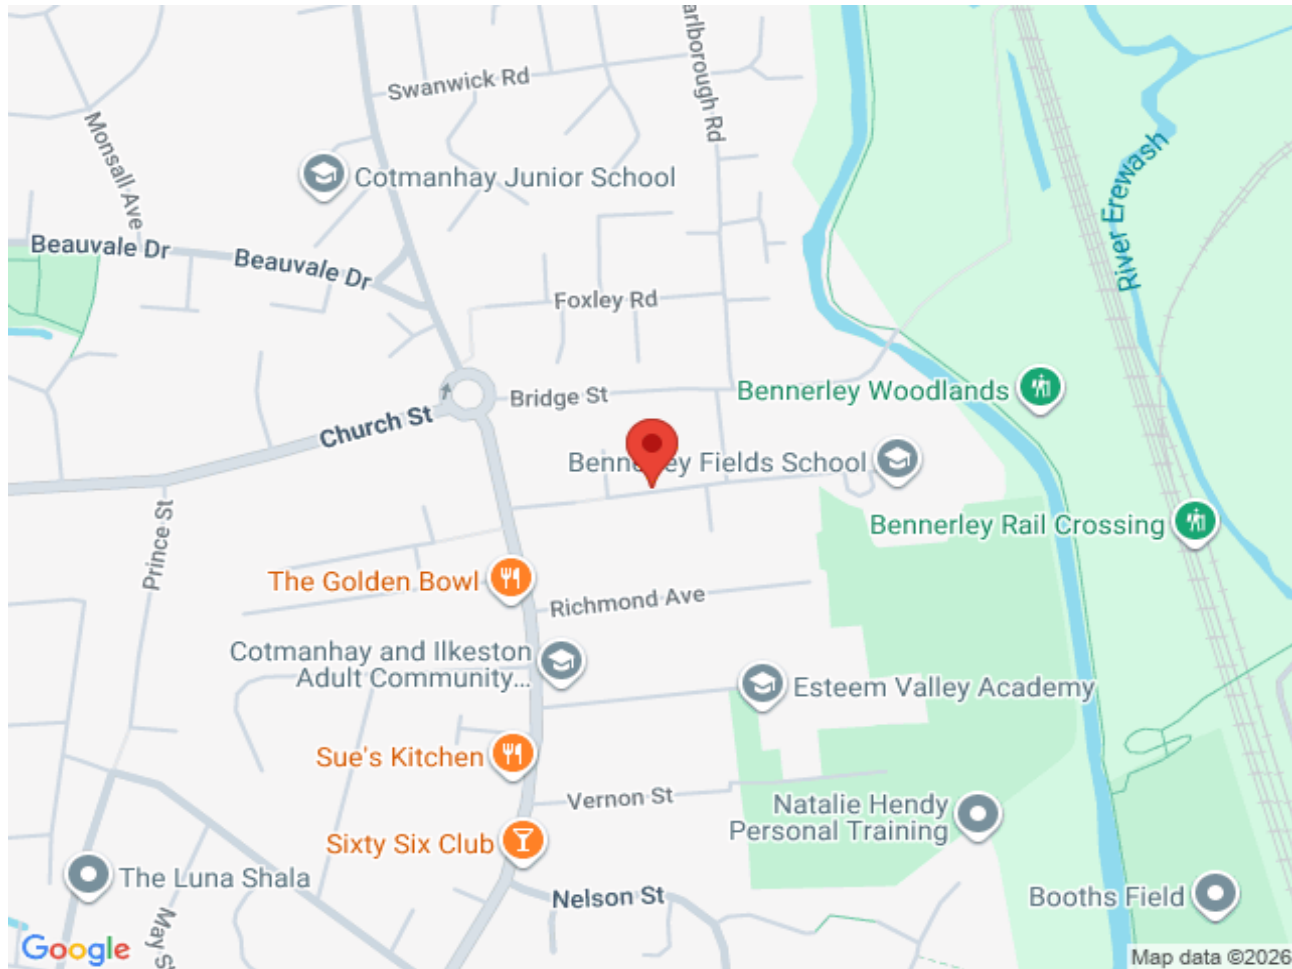 Swanwick Rd
arlborough Rd
Monsall Ave
Cotmanhay Junior School
River Erewash
Beauvale Dr
Beauvale Dr
Foxley Rd
Bennerley Woodlands
Bridge St
Church St
Bennerley Fields School
Bennerley Rail Crossing
Prince St
The Golden Bowl
Richmond Ave
Cotmanhay and Ilkeston
Adult Community...
Esteem Valley Academy
Sue's Kitchen
Vernon St
Natalie Hendy
Personal Training
Sixty Six Club
The Luna Shala
Nelson St
Booths Field
May S
Google
Map data ©2026